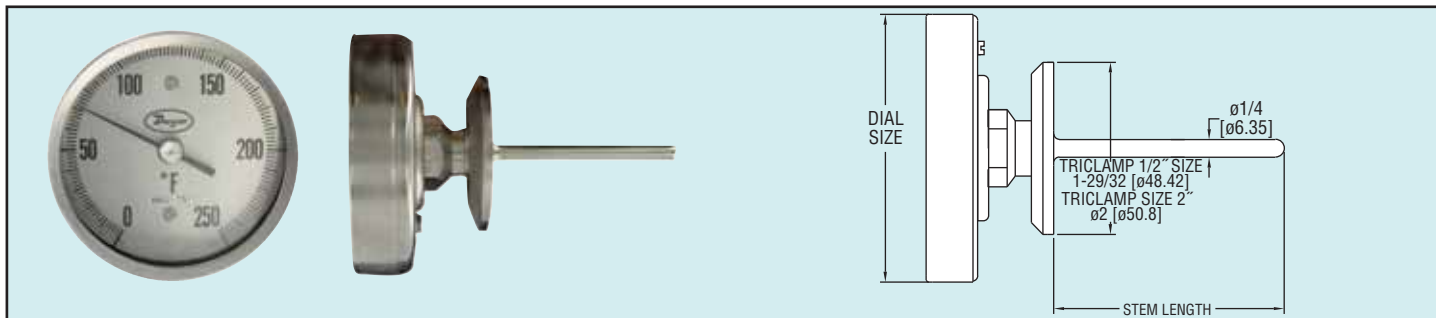 100
150
Dwyer
50
200
°F
0
250
DIAL
SIZE
ø1/4
[ø6.35]
TRICLAMP 1/2˝ SIZE
1-29/32 [ø48.42]
TRICLAMP SIZE 2˝
ø2 [ø50.8]
STEM LENGTH